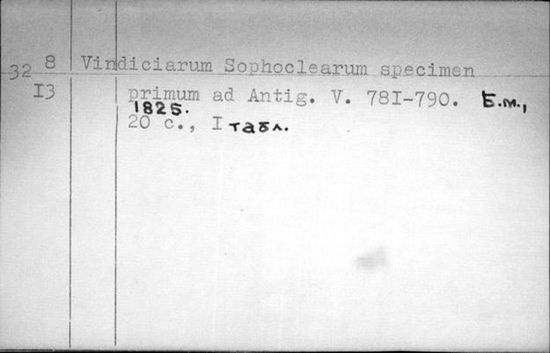 32 8 Vindiciarum Sophoclearum specimen
I3 primum ad Antig. V. 78I-790. Б.м.,
1825.
20 с., I табл.